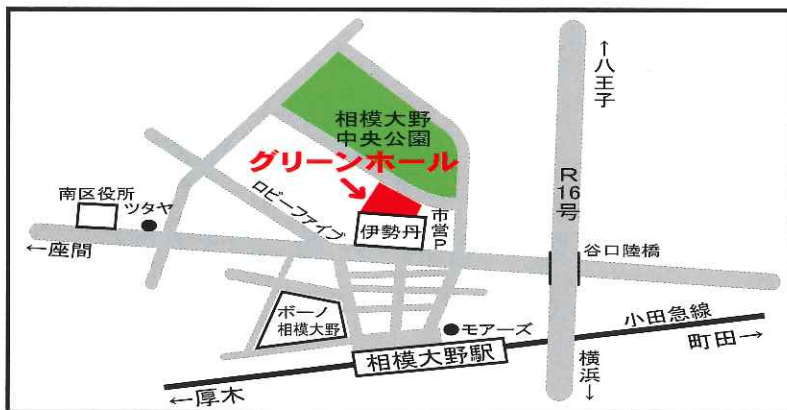 ↑八王子
相模大野
中央公園
グリーンホール
R16号
南区役所
ツタヤ
ロビーファイブ
市営P
伊勢丹
谷口陸橋
←座間
ボーノ
相模大野
モアーズ
小田急線
町田→
相模大野駅
横浜↓
←厚木